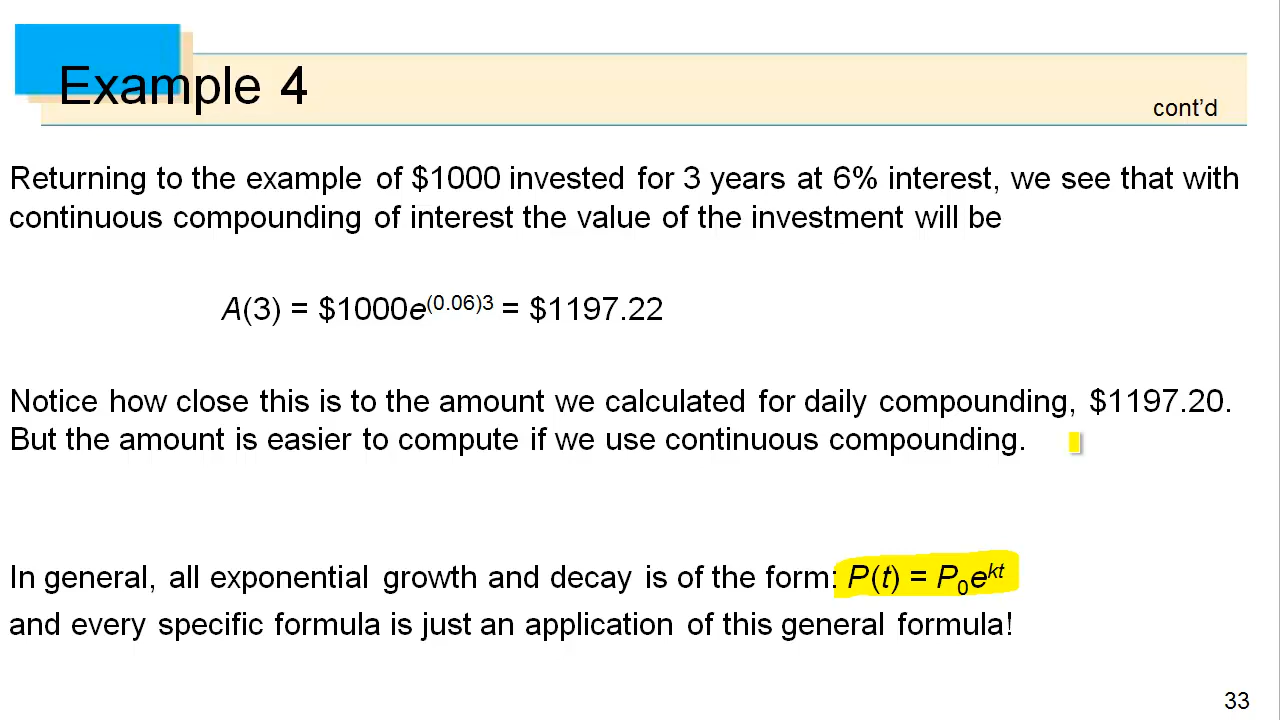 Example 4
cont’d
Returning to the example of $1000 invested for 3 years at 6% interest, we see that with
continuous compounding of interest the value of the investment will be
A(3) = $1000e^(0.06)3 = $1197.22
Notice how close this is to the amount we calculated for daily compounding, $1197.20.
But the amount is easier to compute if we use continuous compounding.
In general, all exponential growth and decay is of the form: P(t) = P₀e^kt
and every specific formula is just an application of this general formula!
33